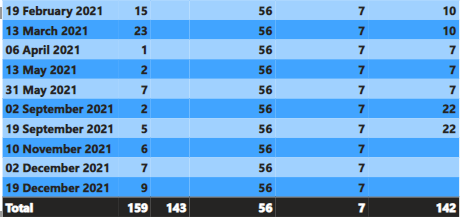 19 February 2021 15 56 7 10
13 March 2021 23 56 7 10
06 April 2021 1 56 7 7
13 May 2021 2 56 7 7
31 May 2021 7 56 7 7
02 September 2021 2 56 7 22
19 September 2021 5 56 7 22
10 November 2021 6 56 7
02 December 2021 7 56 7
19 December 2021 9 56 7
Total 159 143 56 7 142